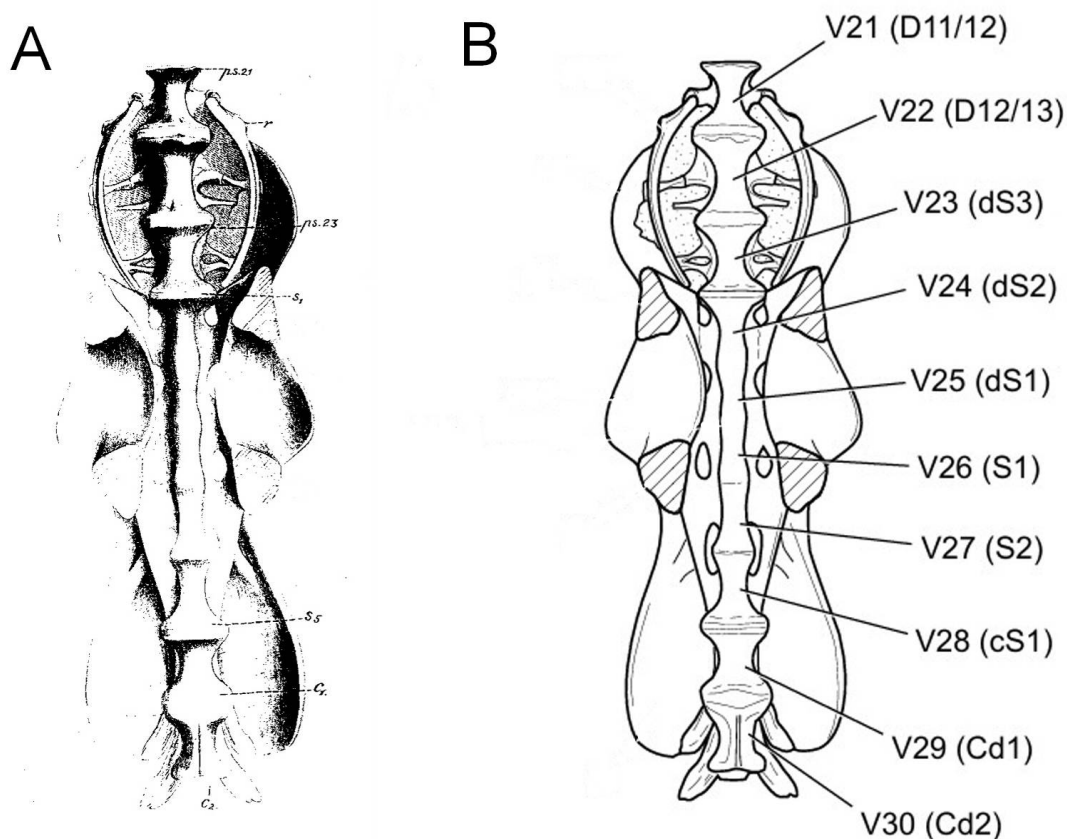 A
ps.21
r
ps.23
s₁
s₅
C₁.
C₂.
B
V21 (D11/12)
V22 (D12/13)
V23 (dS3)
V24 (dS2)
V25 (dS1)
V26 (S1)
V27 (S2)
V28 (cS1)
V29 (Cd1)
V30 (Cd2)